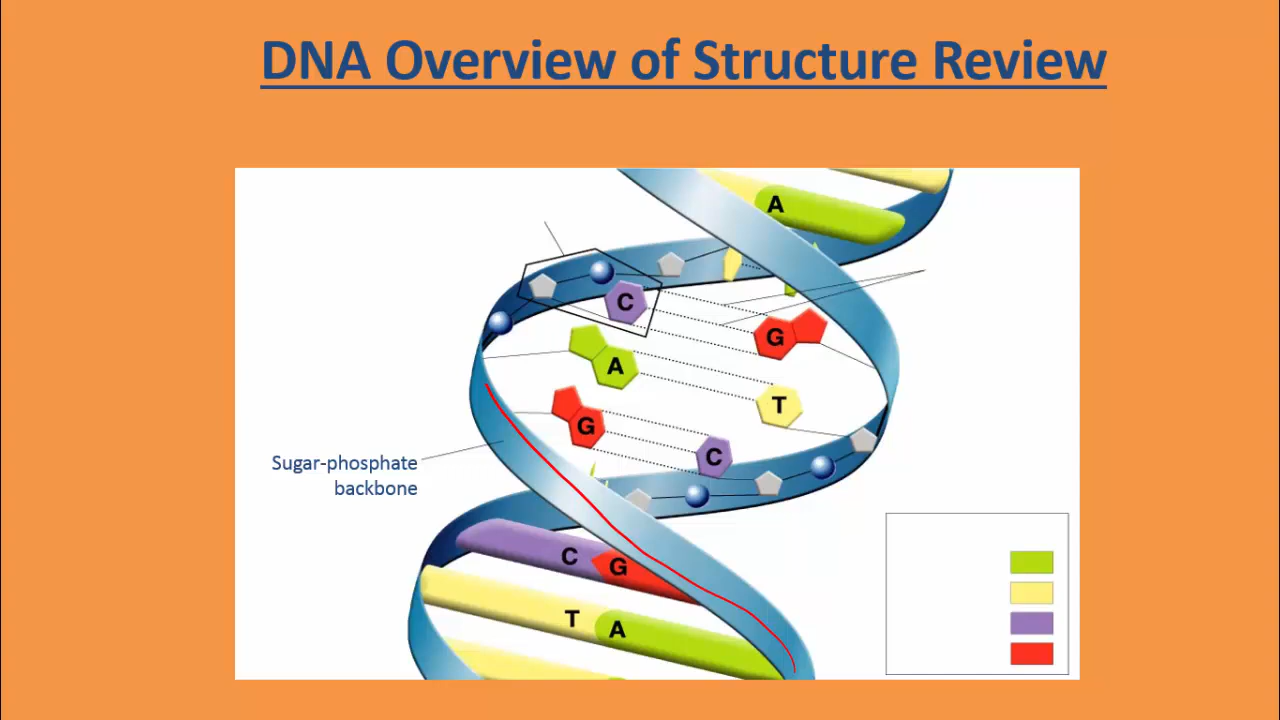 DNA Overview of Structure Review
A
C
G
A
T
G
C
Sugar-phosphate
backbone
C G
T A